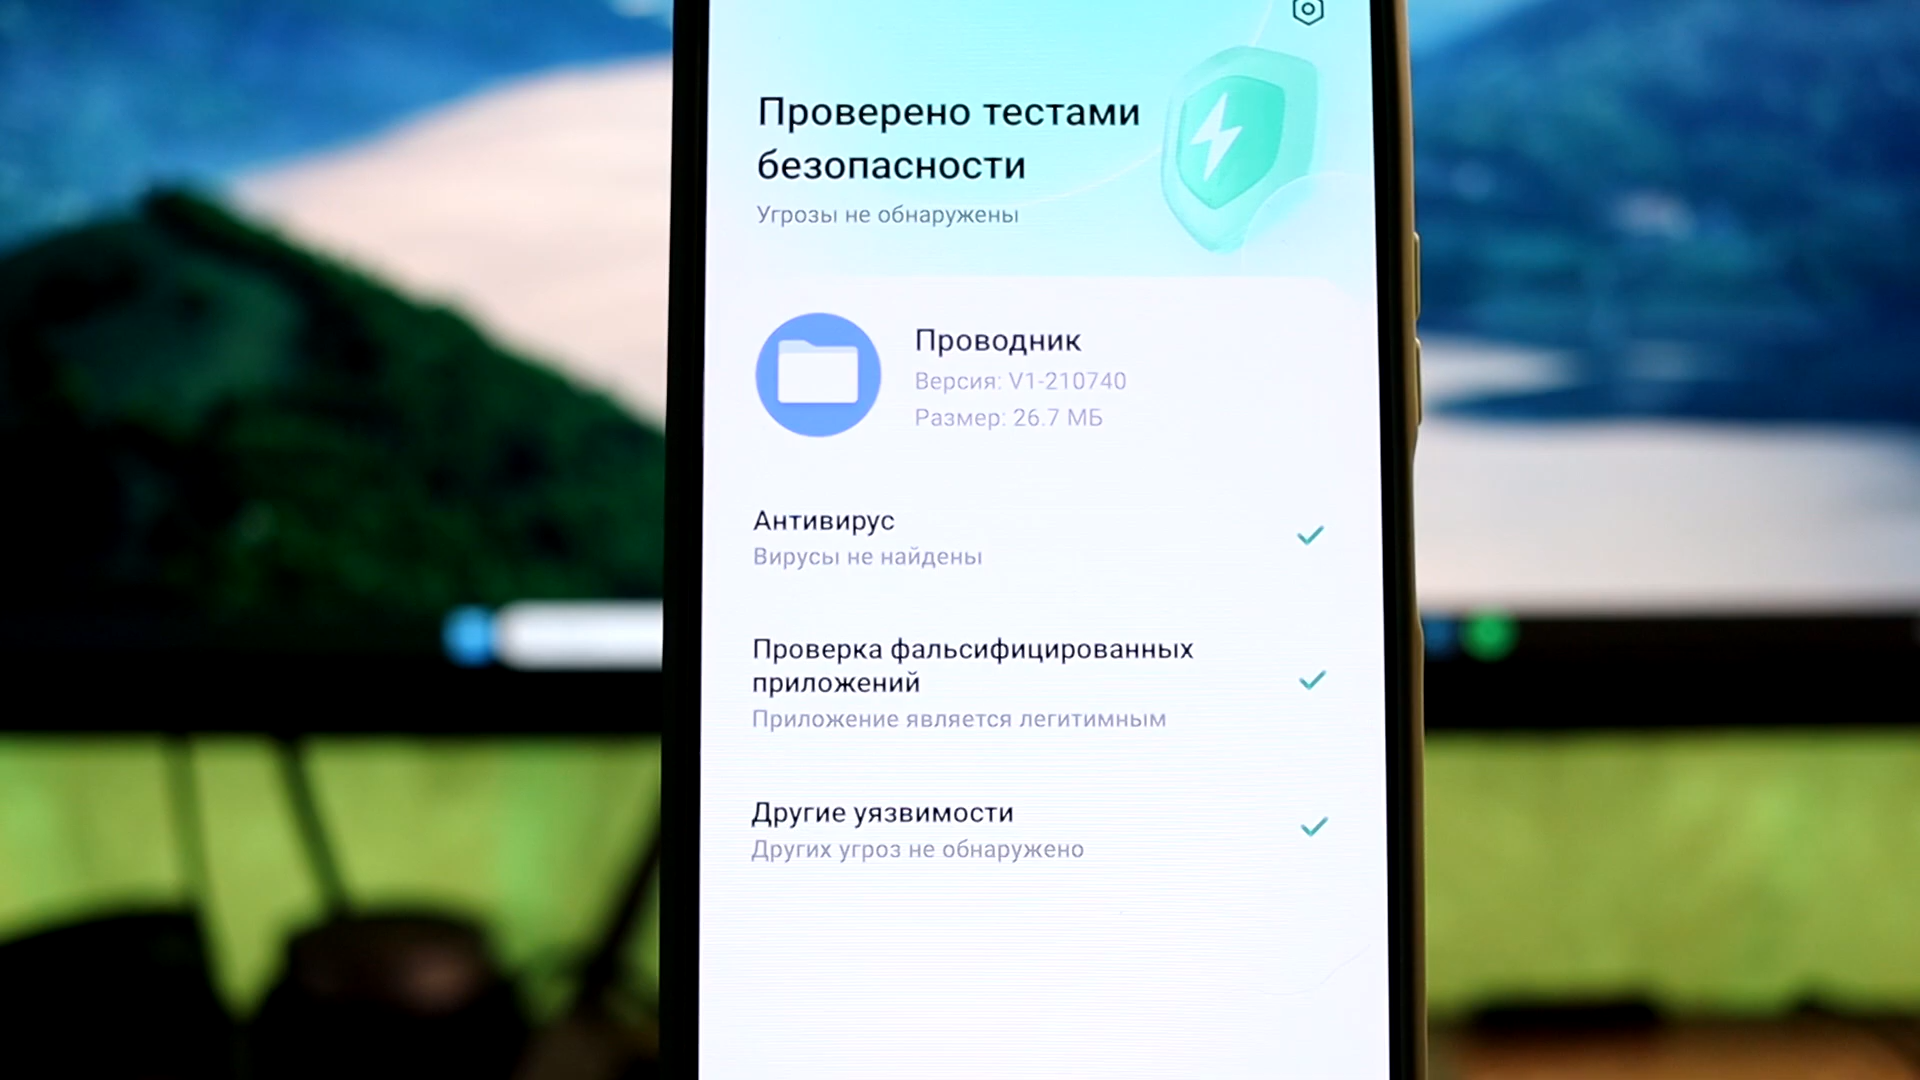 Проверено тестами
безопасности
Угрозы не обнаружены
Проводник
Версия: V1-210740
Размер: 26.7 МБ
Антивирус
Вирусы не найдены
Проверка фальсифицированных
приложений
Приложение является легитимным
Другие уязвимости
Других угроз не обнаружено